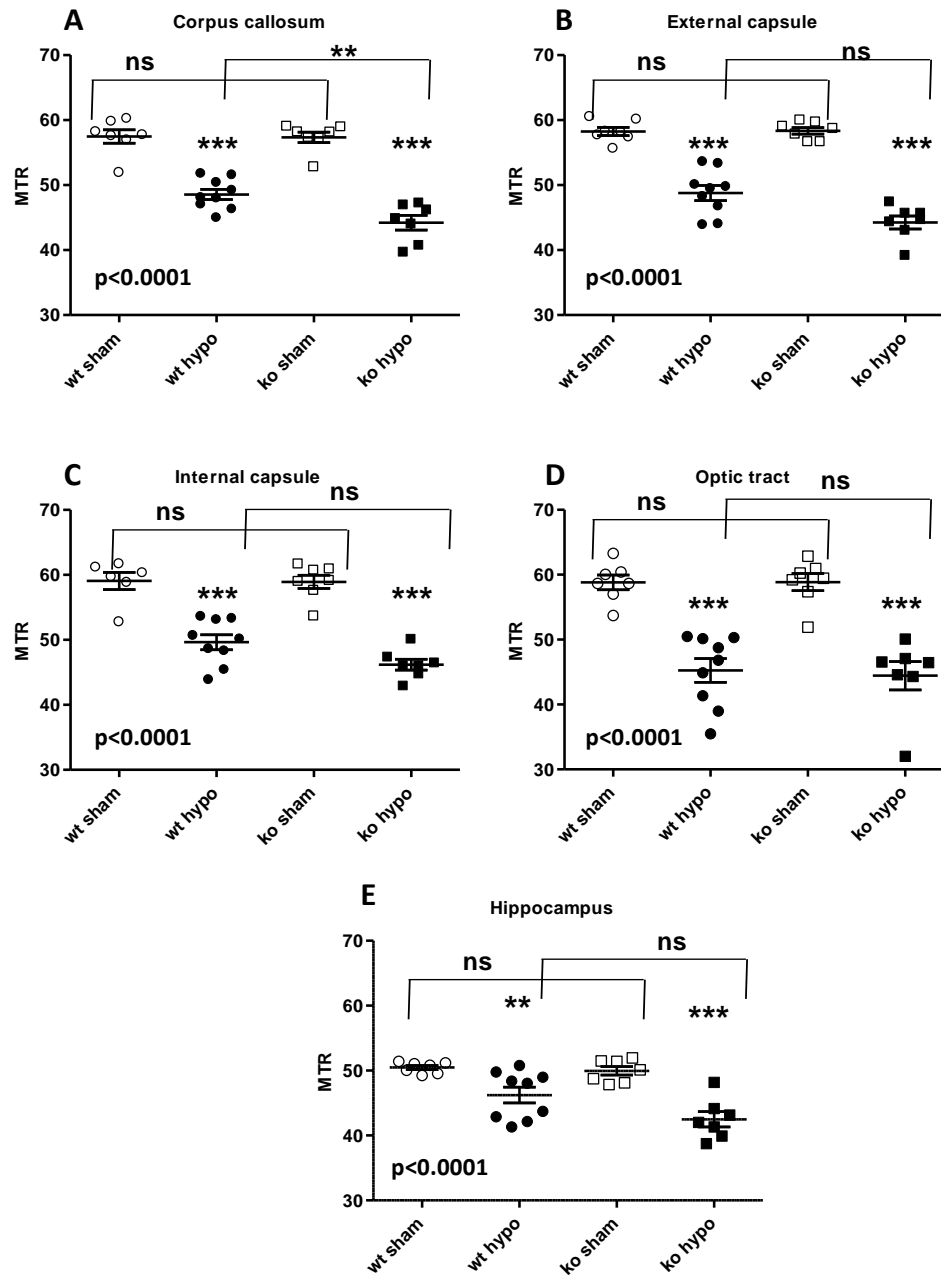 A
Corpus callosum
ns
**
***
***
p<0.0001
MTR
70
60
50
40
30
wt sham
wt hypo
ko sham
ko hypo
B
External capsule
ns
ns
***
***
p<0.0001
MTR
70
60
50
40
30
wt sham
wt hypo
ko sham
ko hypo
C
Internal capsule
ns
ns
***
***
p<0.0001
MTR
70
60
50
40
30
wt sham
wt hypo
ko sham
ko hypo
D
Optic tract
ns
ns
***
***
p<0.0001
MTR
70
60
50
40
30
wt sham
wt hypo
ko sham
ko hypo
E
Hippocampus
ns
ns
**
***
p<0.0001
MTR
70
60
50
40
30
wt sham
wt hypo
ko sham
ko hypo